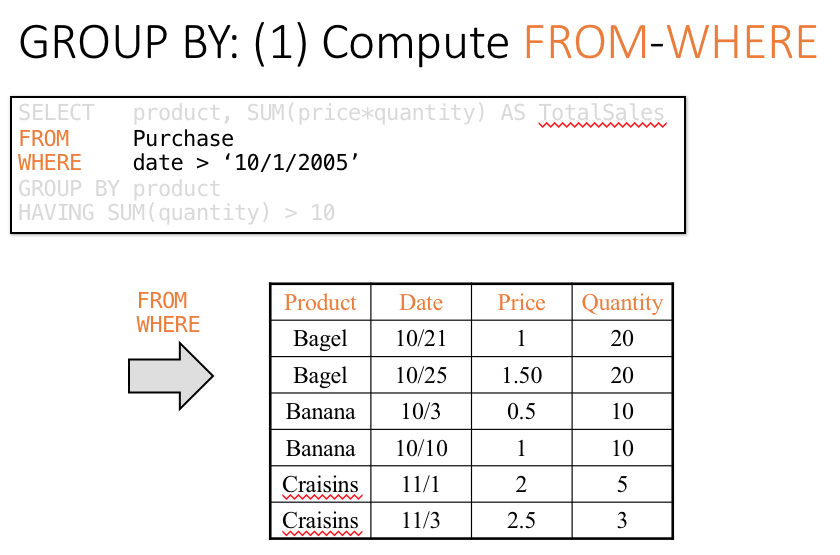 GROUP BY: (1) Compute FROM-WHERE
SELECT product, SUM(price*quantity) AS TotalSales
FROM Purchase
WHERE date > ‘10/1/2005’
GROUP BY product
HAVING SUM(quantity) > 10
FROM
WHERE
Product Date Price Quantity
Bagel 10/21 1 20
Bagel 10/25 1.50 20
Banana 10/3 0.5 10
Banana 10/10 1 10
Craisins 11/1 2 5
Craisins 11/3 2.5 3